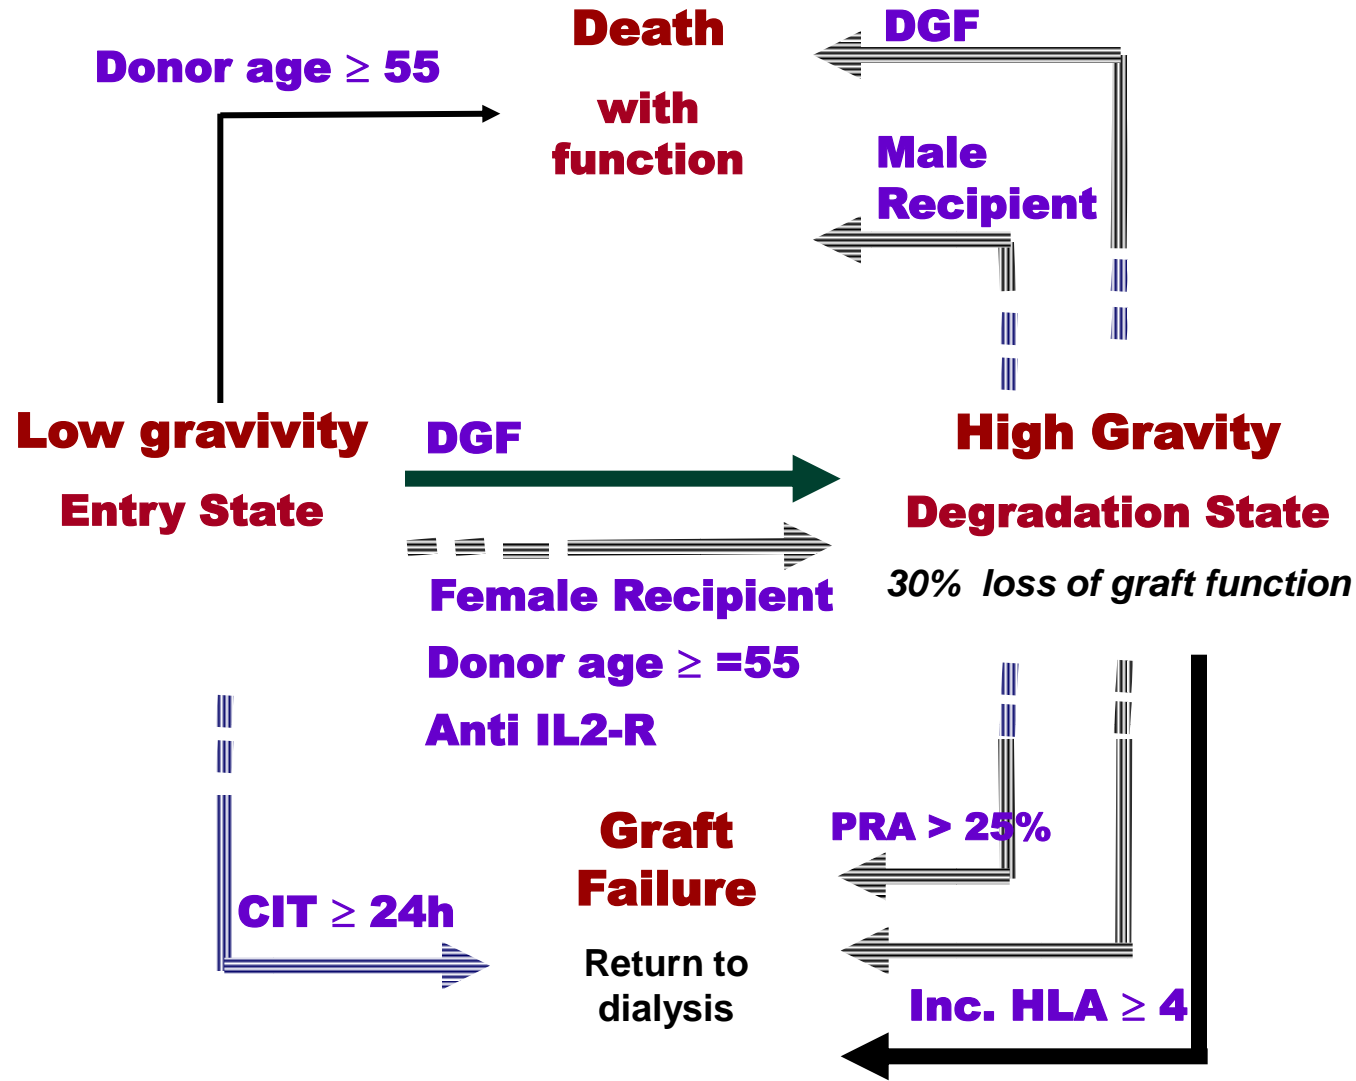 Death
with
function
DGF
Donor age ≥ 55
Male
Recipient
Low gravivity
Entry State
DGF
High Gravity
Degradation State
30% loss of graft function
Female Recipient
Donor age ≥ =55
Anti IL2-R
Graft
Failure
Return to
dialysis
PRA > 25%
CIT ≥ 24h
Inc. HLA ≥ 4